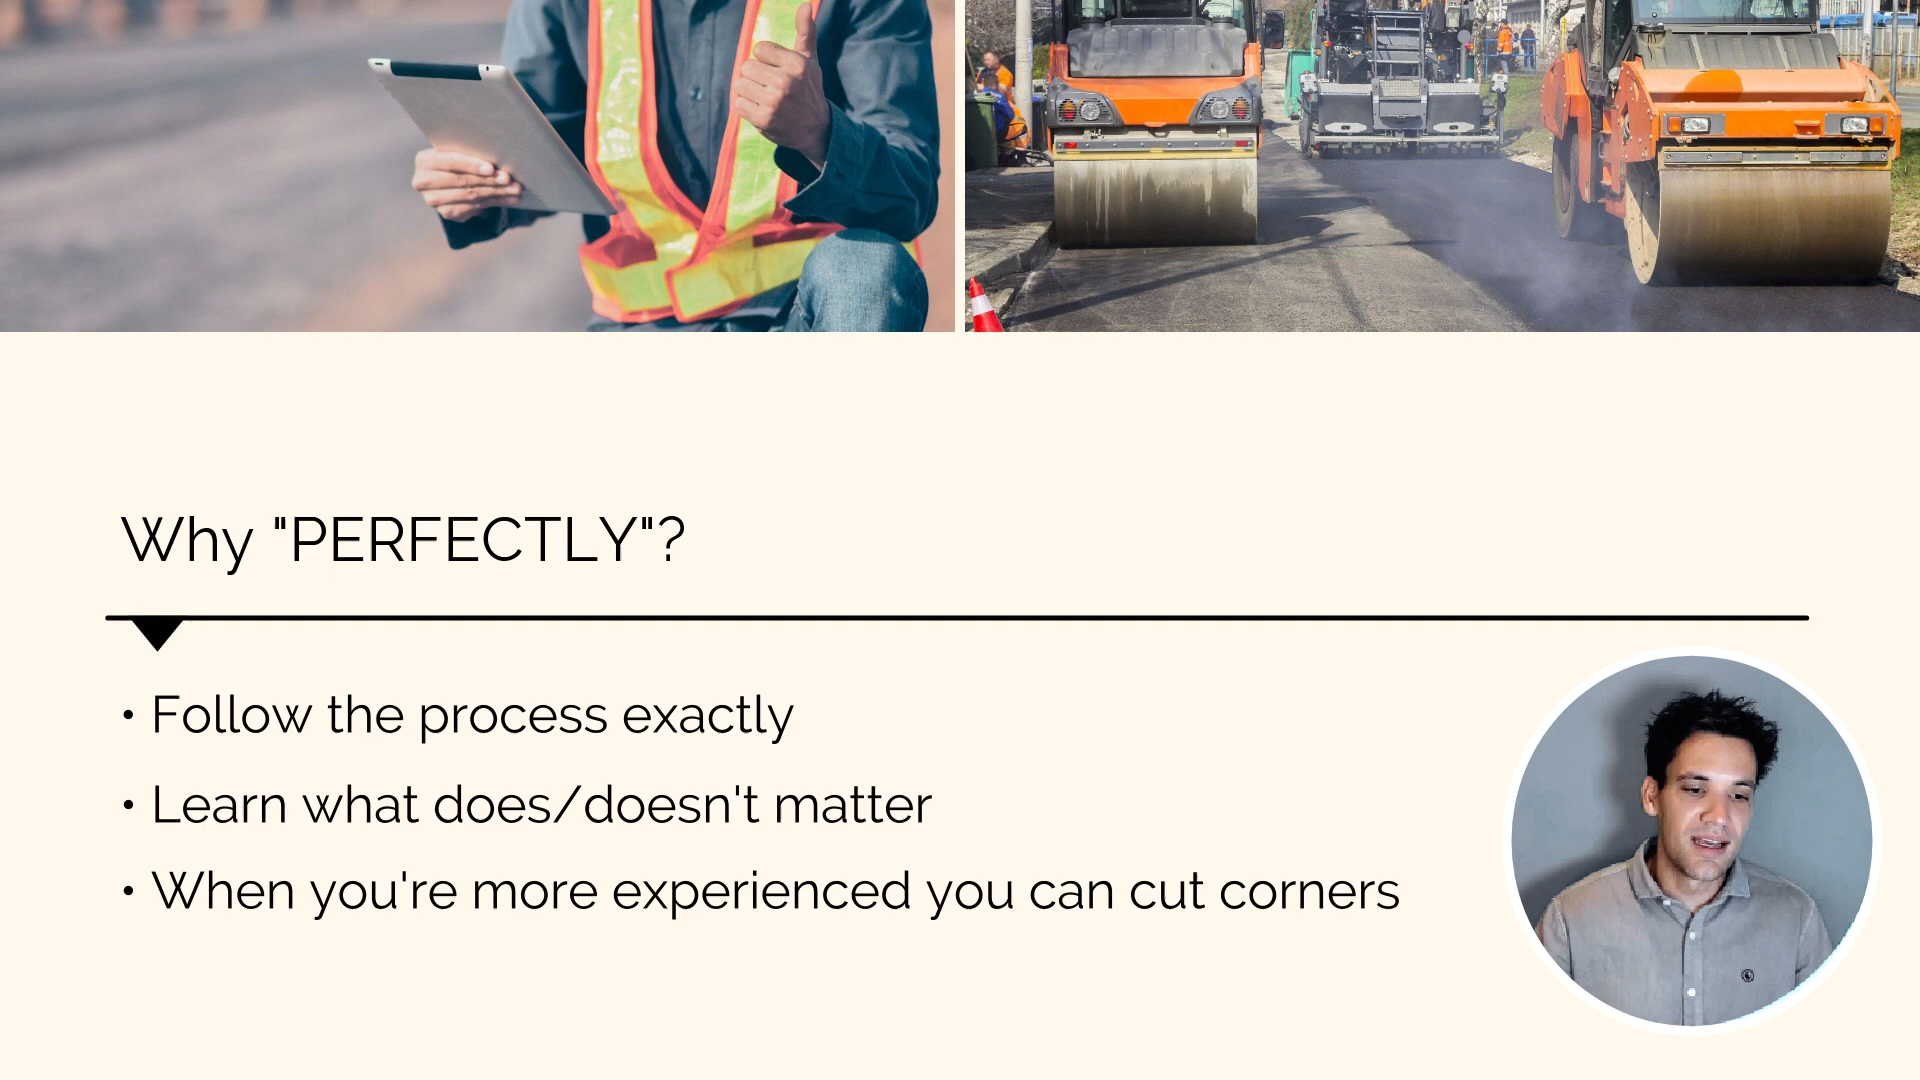 Why "PERFECTLY"?
• Follow the process exactly
• Learn what does/doesn't matter
• When you're more experienced you can cut corners